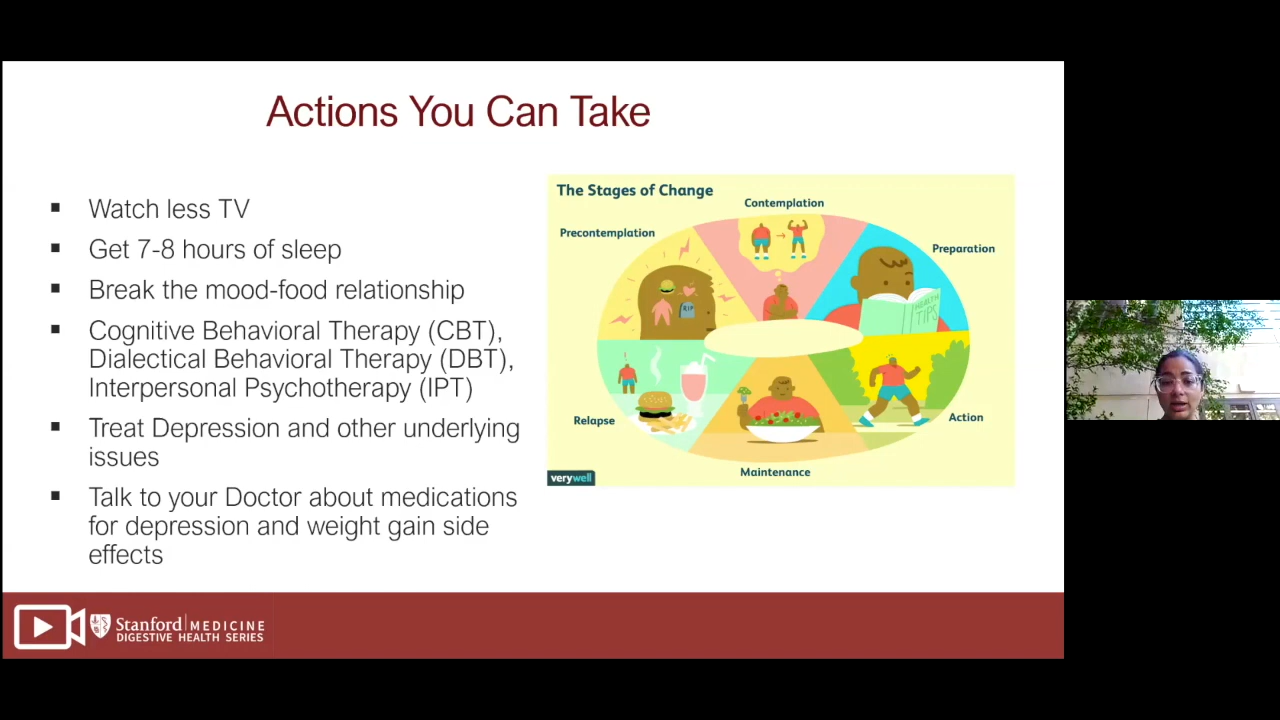 Actions You Can Take
▪ Watch less TV
▪ Get 7-8 hours of sleep
▪ Break the mood-food relationship
▪ Cognitive Behavioral Therapy (CBT),
Dialectical Behavioral Therapy (DBT),
Interpersonal Psychotherapy (IPT)
▪ Treat Depression and other underlying
issues
▪ Talk to your Doctor about medications
for depression and weight gain side
effects
The Stages of Change
Contemplation
Precontemplation
Preparation
RIP
HEALTH
TIPS
Relapse
Action
Maintenance
verywell
Stanford MEDICINE
DIGESTIVE HEALTH SERIES